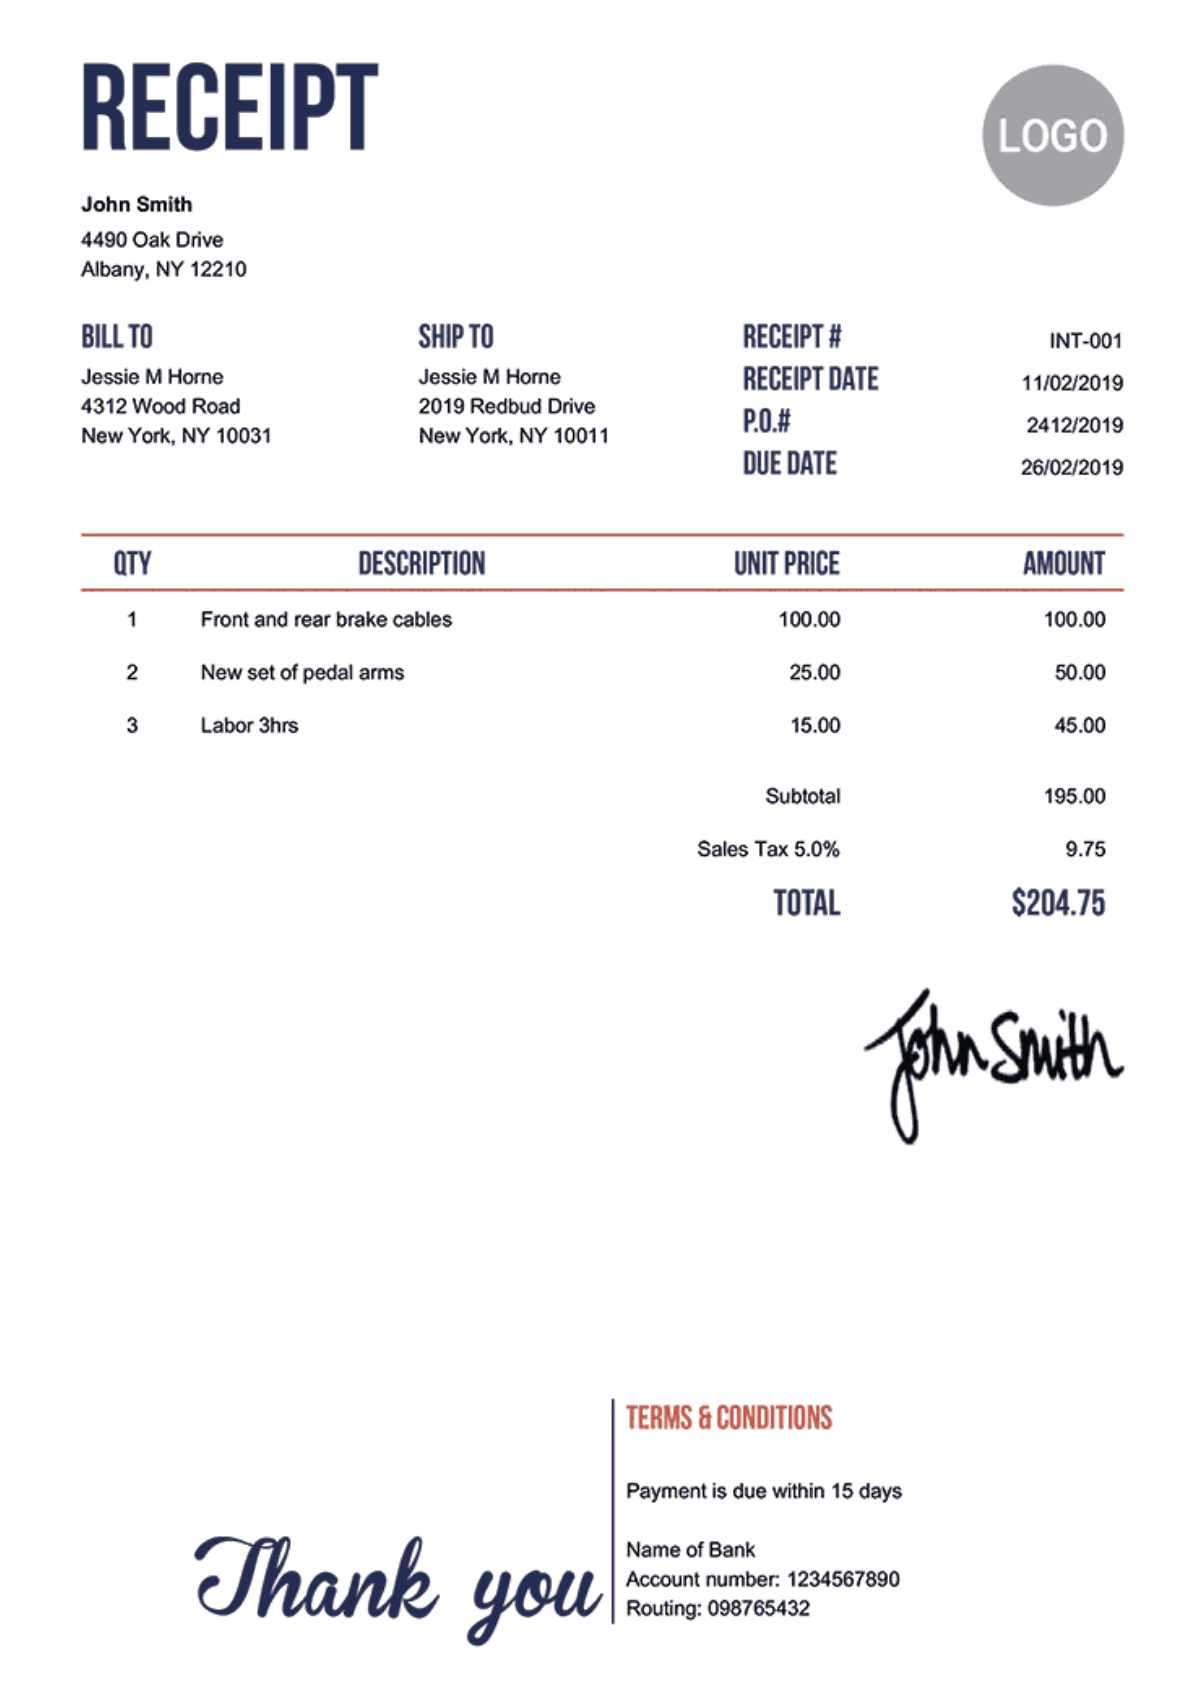 RECEIPT
LOGO
John Smith
4490 Oak Drive
Albany, NY 12210
BILL TO
Jessie M Horne
4312 Wood Road
New York, NY 10031
SHIP TO
Jessie M Horne
2019 Redbud Drive
New York, NY 10011
RECEIPT # INT-001
RECEIPT DATE 11/02/2019
P.O.# 2412/2019
DUE DATE 26/02/2019
QTY DESCRIPTION UNIT PRICE AMOUNT
1 Front and rear brake cables 100.00 100.00
2 New set of pedal arms 25.00 50.00
3 Labor 3hrs 15.00 45.00
Subtotal 195.00
Sales Tax 5.0% 9.75
TOTAL $204.75
John Smith
Thank you
TERMS & CONDITIONS
Payment is due within 15 days
Name of Bank
Account number: 1234567890
Routing: 098765432